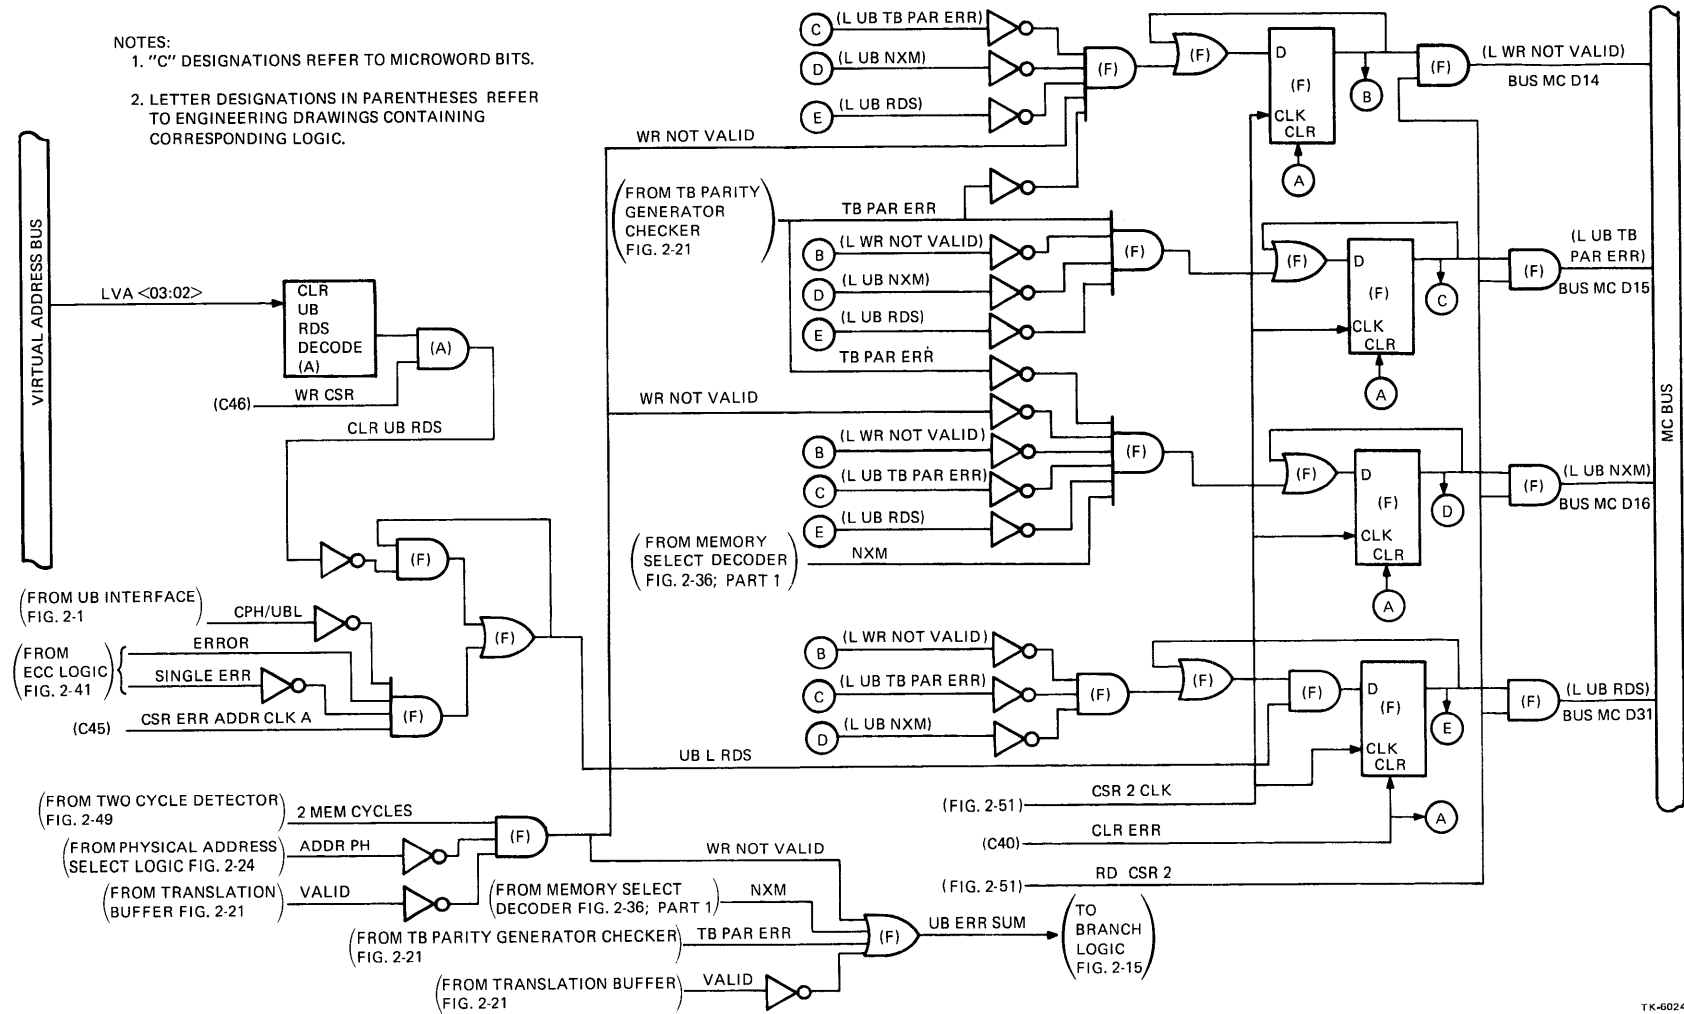 NOTES:
1. "C" DESIGNATIONS REFER TO MICROWORD BITS.
2. LETTER DESIGNATIONS IN PARENTHESES REFER
TO ENGINEERING DRAWINGS CONTAINING
CORRESPONDING LOGIC.
VIRTUAL ADDRESS BUS
LVA <03:02>
CLR
UB
RDS
DECODE
(A)
(A)
(C46)
WR CSR
CLR UB RDS
(F)
(F)
(FROM UB INTERFACE)
FIG. 2-1
CPH/UBL
(FROM
ECC LOGIC
FIG. 2-41)
ERROR
SINGLE ERR
(C45)
CSR ERR ADDR CLK A
(F)
UB L RDS
(FROM TWO CYCLE DETECTOR)
FIG. 2-49
2 MEM CYCLES
(FROM PHYSICAL ADDRESS
SELECT LOGIC FIG. 2-24)
ADDR PH
(FROM TRANSLATION
BUFFER FIG. 2-21)
VALID
(F)
WR NOT VALID
(FROM MEMORY SELECT
DECODER FIG. 2-36; PART 1)
NXM
(FROM TB PARITY GENERATOR CHECKER)
FIG. 2-21
TB PAR ERR
(FROM TRANSLATION BUFFER)
FIG. 2-21
VALID
(F)
UB ERR SUM
(TO
BRANCH
LOGIC
FIG. 2-15)
C
(L UB TB PAR ERR)
D
(L UB NXM)
E
(L UB RDS)
WR NOT VALID
(F)
(F)
D
(F)
CLK
CLR
A
B
(F)
(L WR NOT VALID)
BUS MC D14
(FROM TB PARITY
GENERATOR
CHECKER
FIG. 2-21)
TB PAR ERR
B
(L WR NOT VALID)
D
(L UB NXM)
E
(L UB RDS)
(F)
(F)
D
(F)
CLK
CLR
A
C
(F)
(L UB TB
PAR ERR)
BUS MC D15
TB PAR ERR
WR NOT VALID
B
(L WR NOT VALID)
C
(L UB TB PAR ERR)
E
(L UB RDS)
(FROM MEMORY
SELECT DECODER
FIG. 2-36; PART 1)
NXM
(F)
(F)
D
(F)
CLK
CLR
A
D
(F)
(L UB NXM)
BUS MC D16
B
(L WR NOT VALID)
C
(L UB TB PAR ERR)
D
(L UB NXM)
(F)
(F)
(F)
D
(F)
CLK
CLR
E
(F)
(L UB RDS)
BUS MC D31
(FIG. 2-51)
CSR 2 CLK
(C40)
CLR ERR
A
(FIG. 2-51)
RD CSR 2
MC BUS
TK-6024